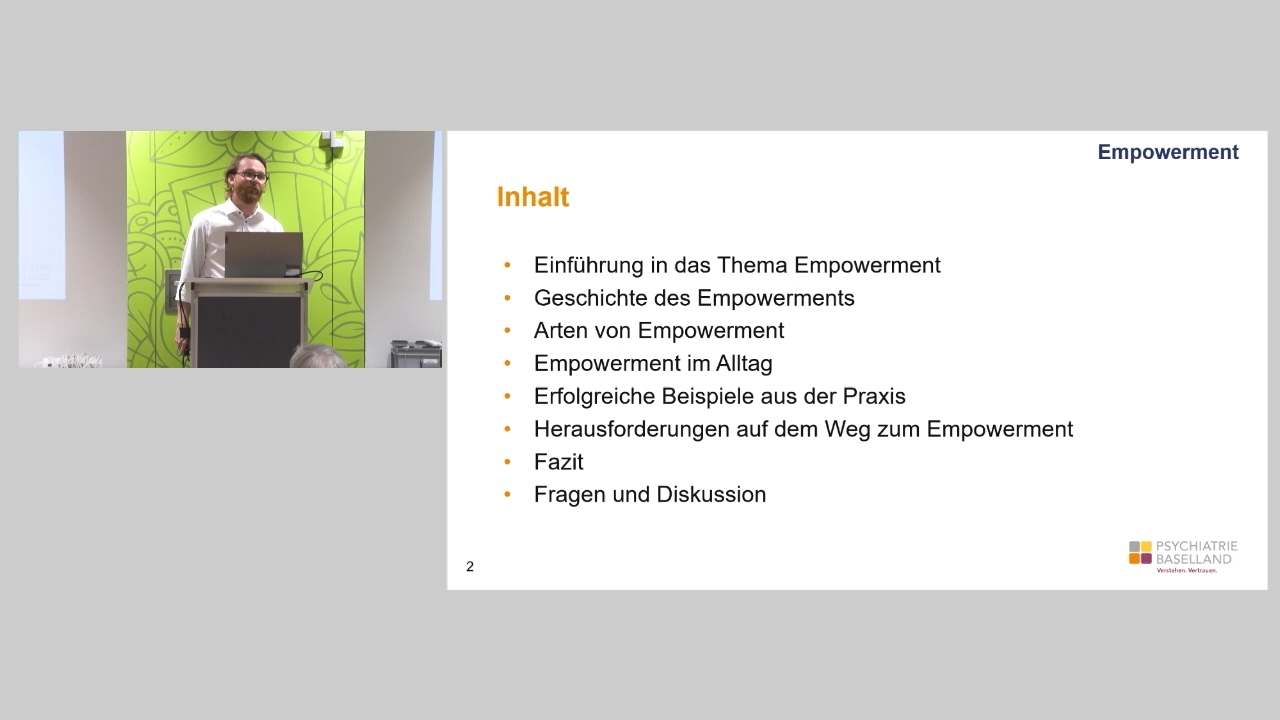 Empowerment
Inhalt
• Einführung in das Thema Empowerment
• Geschichte des Empowerments
• Arten von Empowerment
• Empowerment im Alltag
• Erfolgreiche Beispiele aus der Praxis
• Herausforderungen auf dem Weg zum Empowerment
• Fazit
• Fragen und Diskussion
2
PSYCHIATRIE
BASELLAND
Verstehen. Vertrauen.